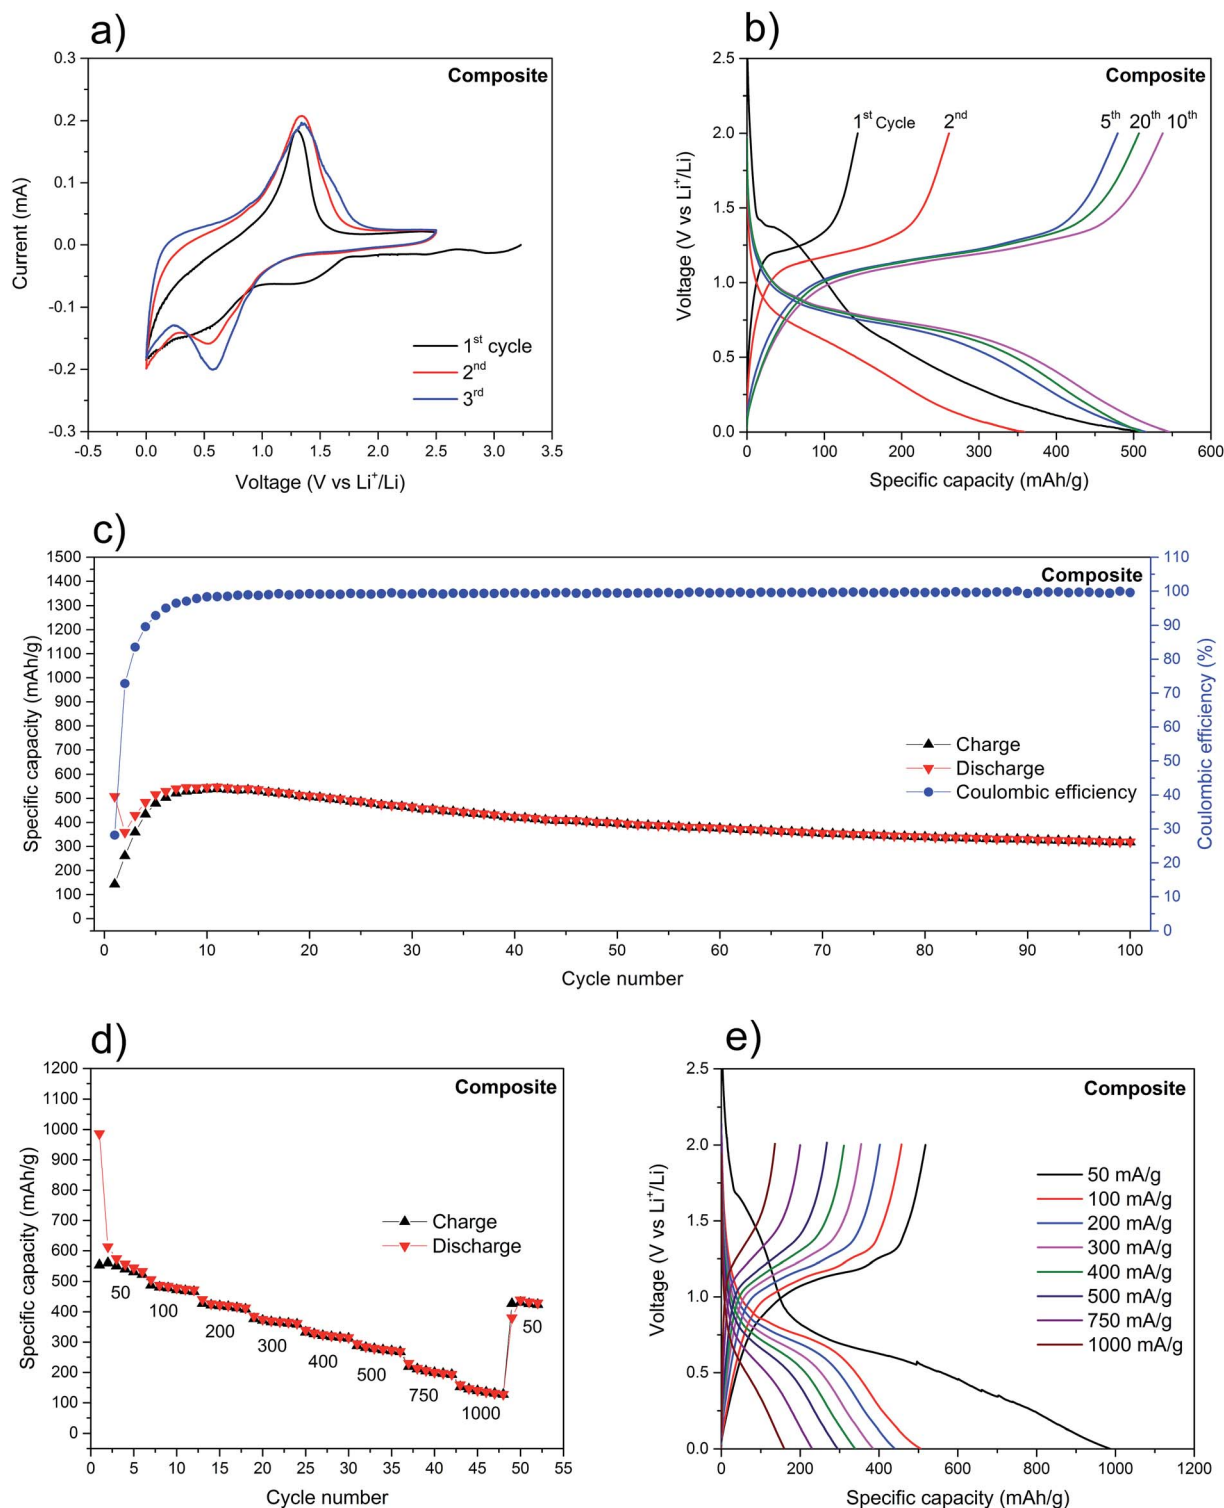 a)
Composite
0.3
0.2
0.1
0.0
-0.1
-0.2
-0.3
Current (mA)
1st cycle
2nd
3rd
-0.5 0.0 0.5 1.0 1.5 2.0 2.5 3.0 3.5
Voltage (V vs Li+/Li)
b)
Composite
2.5
2.0
1.5
1.0
0.5
0.0
Voltage (V vs Li+/Li)
1st Cycle 2nd 5th 20th 10th
0 100 200 300 400 500 600
Specific capacity (mAh/g)
c)
Composite
1500
1400
1300
1200
1100
1000
900
800
700
600
500
400
300
200
100
0
Specific capacity (mAh/g)
Charge
Discharge
Coulombic efficiency
110
100
90
80
70
60
50
40
30
20
10
0
Coulombic efficiency (%)
0 10 20 30 40 50 60 70 80 90 100
Cycle number
d)
Composite
1200
1100
1000
900
800
700
600
500
400
300
200
100
0
Specific capacity (mAh/g)
Charge
Discharge
50
100
200
300
400
500
750
1000
50
0 5 10 15 20 25 30 35 40 45 50 55
Cycle number
e)
Composite
2.5
2.0
1.5
1.0
0.5
0.0
Voltage (V vs Li+/Li)
50 mA/g
100 mA/g
200 mA/g
300 mA/g
400 mA/g
500 mA/g
750 mA/g
1000 mA/g
0 200 400 600 800 1000 1200
Specific capacity (mAh/g)